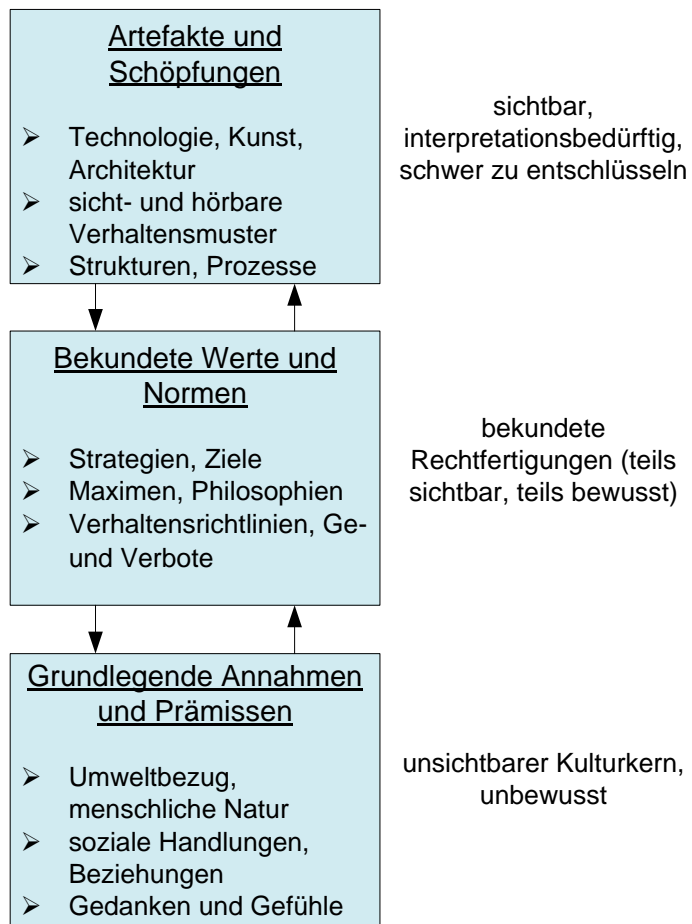 Artefakte und
Schöpfungen
➢ Technologie, Kunst,
Architektur
➢ sicht- und hörbare
Verhaltensmuster
➢ Strukturen, Prozesse
sichtbar,
interpretationsbedürftig,
schwer zu entschlüsseln
Bekundete Werte und
Normen
➢ Strategien, Ziele
➢ Maximen, Philosophien
➢ Verhaltensrichtlinien, Ge-
und Verbote
bekundete
Rechtfertigungen (teils
sichtbar, teils bewusst)
Grundlegende Annahmen
und Prämissen
➢ Umweltbezug,
menschliche Natur
➢ soziale Handlungen,
Beziehungen
➢ Gedanken und Gefühle
unsichtbarer Kulturkern,
unbewusst